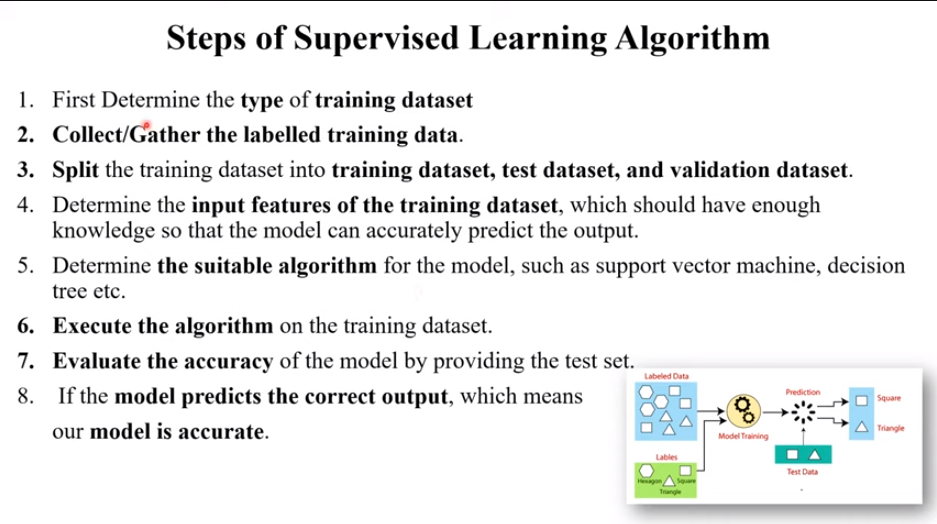 Steps of Supervised Learning Algorithm
1. First Determine the type of training dataset
2. Collect/Gather the labelled training data.
3. Split the training dataset into training dataset, test dataset, and validation dataset.
4. Determine the input features of the training dataset, which should have enough
knowledge so that the model can accurately predict the output.
5. Determine the suitable algorithm for the model, such as support vector machine, decision
tree etc.
6. Execute the algorithm on the training dataset.
7. Evaluate the accuracy of the model by providing the test set.
8. If the model predicts the correct output, which means
our model is accurate.
Labeled Data
Prediction
Square
Triangle
Model Training
Lables
Hexagon Square
Triangle
Test Data